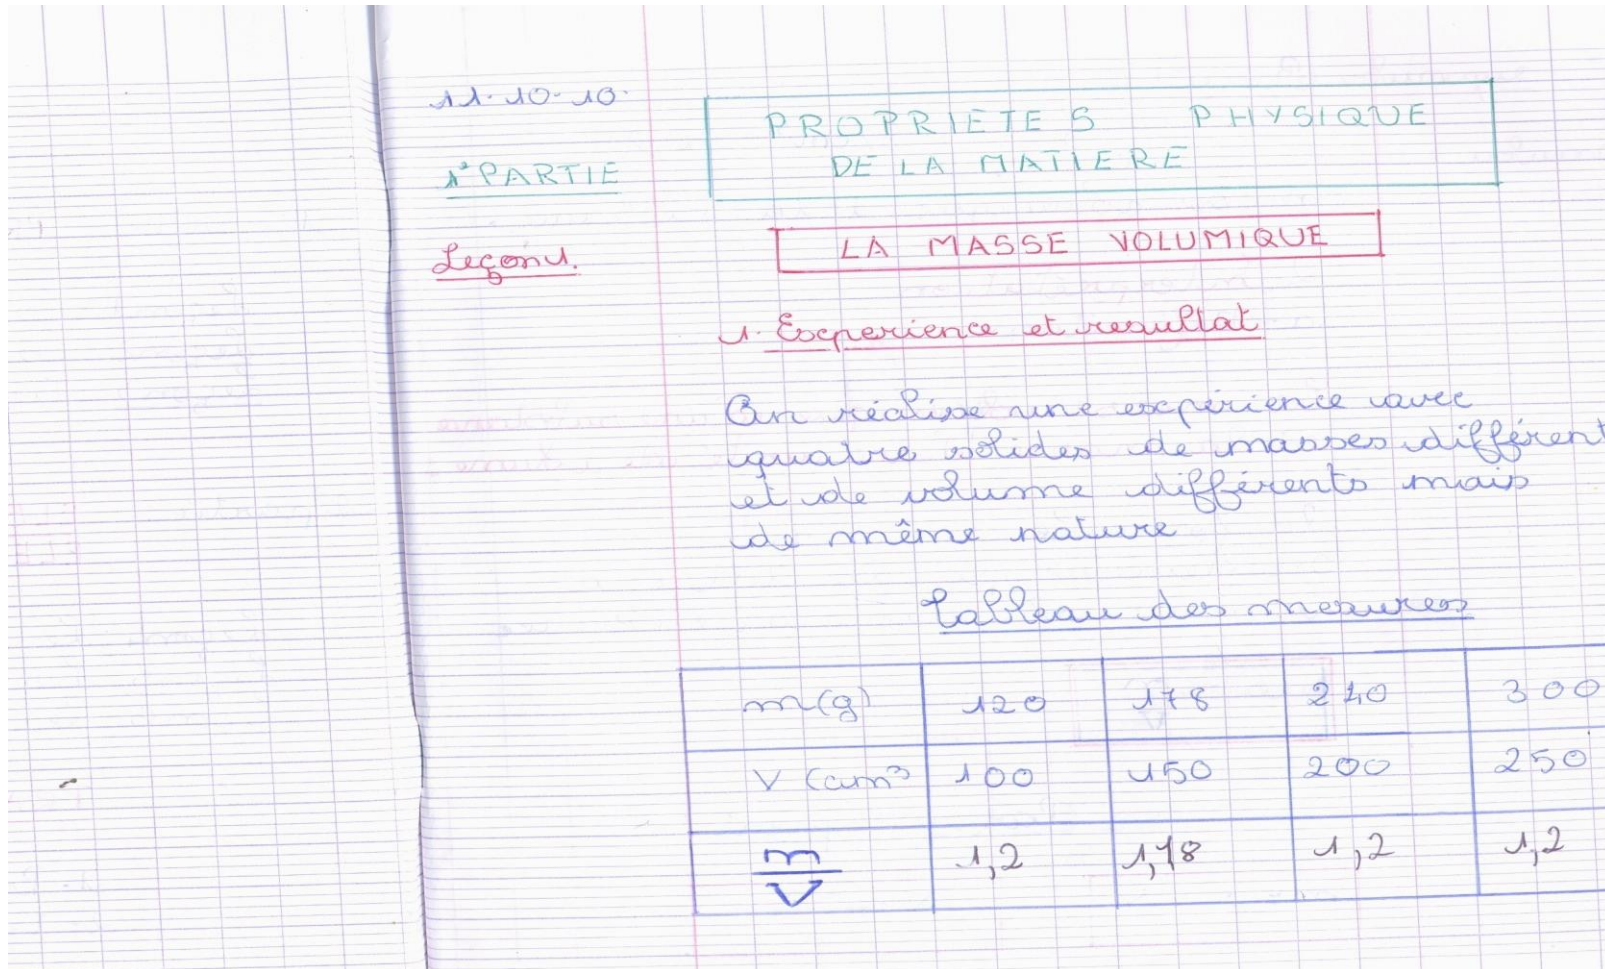 11.10.10.
PROPRIETES PHYSIQUE
DE LA MATIERE
1° PARTIE
LA MASSE VOLUMIQUE
Leçon 1.
1. Experience et resultat
On réalise une expérience avec
quatre solides de masses différent
et de volume différents mais
de même nature
Tableau des mesures
m(g) 120 178 240 300
V (cm³ 100 150 200 250
m/V 1,2 1,18 1,2 1,2